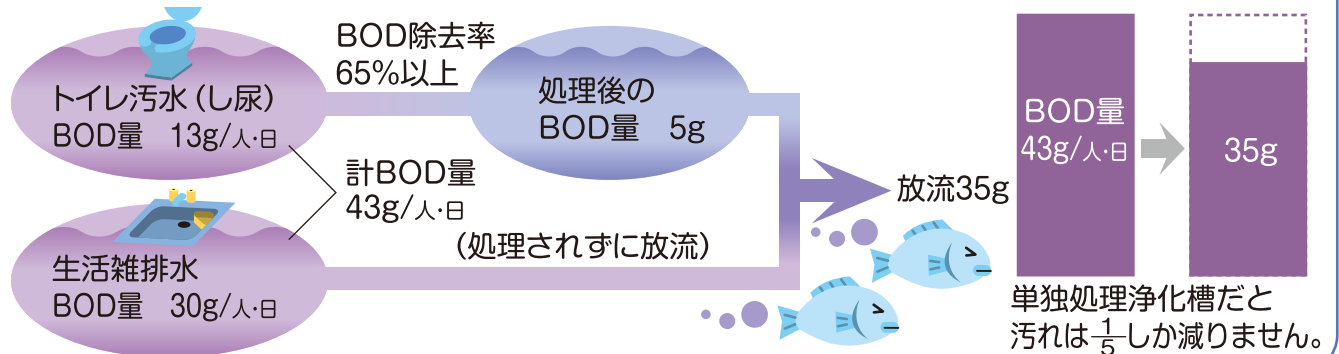 トイレ汚水（し尿）
BOD量　13g/人・日
BOD除去率
65%以上
処理後の
BOD量　5g
計BOD量
43g/人・日
生活雑排水
BOD量　30g/人・日
（処理されずに放流）
放流35g
BOD量
43g/人・日
35g
単独処理浄化槽だと
汚れは1/5しか減りません。